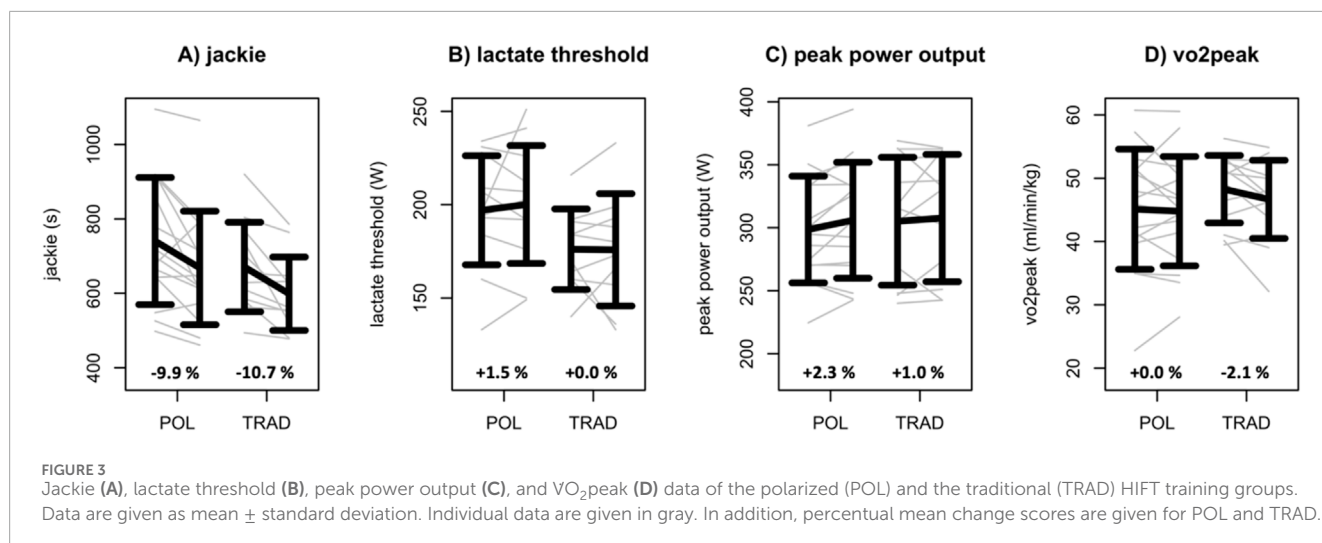 A) jackie
B) lactate threshold
C) peak power output
D) vo2peak
jackie (s)
400
600
800
1000
-9.9 %
-10.7 %
POL
TRAD
lactate threshold (W)
150
200
250
+1.5 %
+0.0 %
POL
TRAD
peak power output (W)
200
250
300
350
400
+2.3 %
+1.0 %
POL
TRAD
vo2peak (ml/min/kg)
20
30
40
50
60
+0.0 %
-2.1 %
POL
TRAD
FIGURE 3
Jackie (A), lactate threshold (B), peak power output (C), and V̇O₂peak (D) data of the polarized (POL) and the traditional (TRAD) HIFT training groups.
Data are given as mean ± standard deviation. Individual data are given in gray. In addition, percentual mean change scores are given for POL and TRAD.